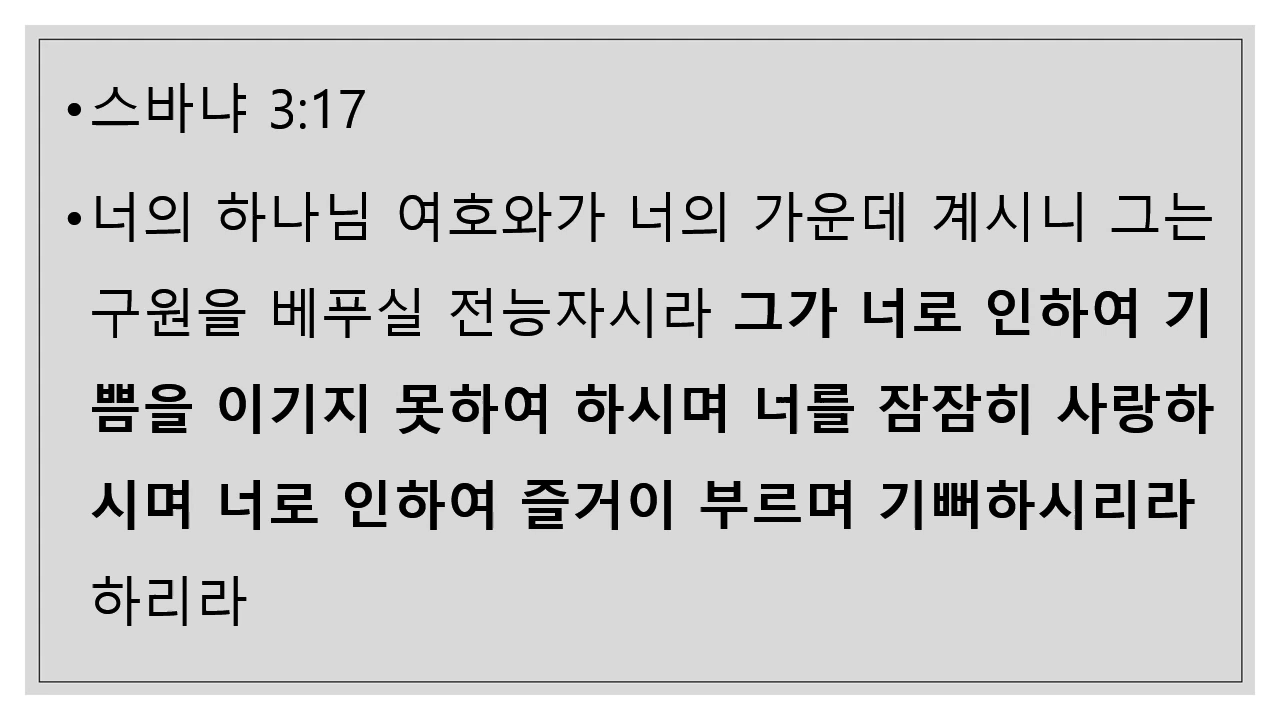 •스바냐 3:17
•너의 하나님 여호와가 너의 가운데 계시니 그는
구원을 베푸실 전능자시라 그가 너로 인하여 기
쁨을 이기지 못하여 하시며 너를 잠잠히 사랑하
시며 너로 인하여 즐거이 부르며 기뻐하시리라
하리라